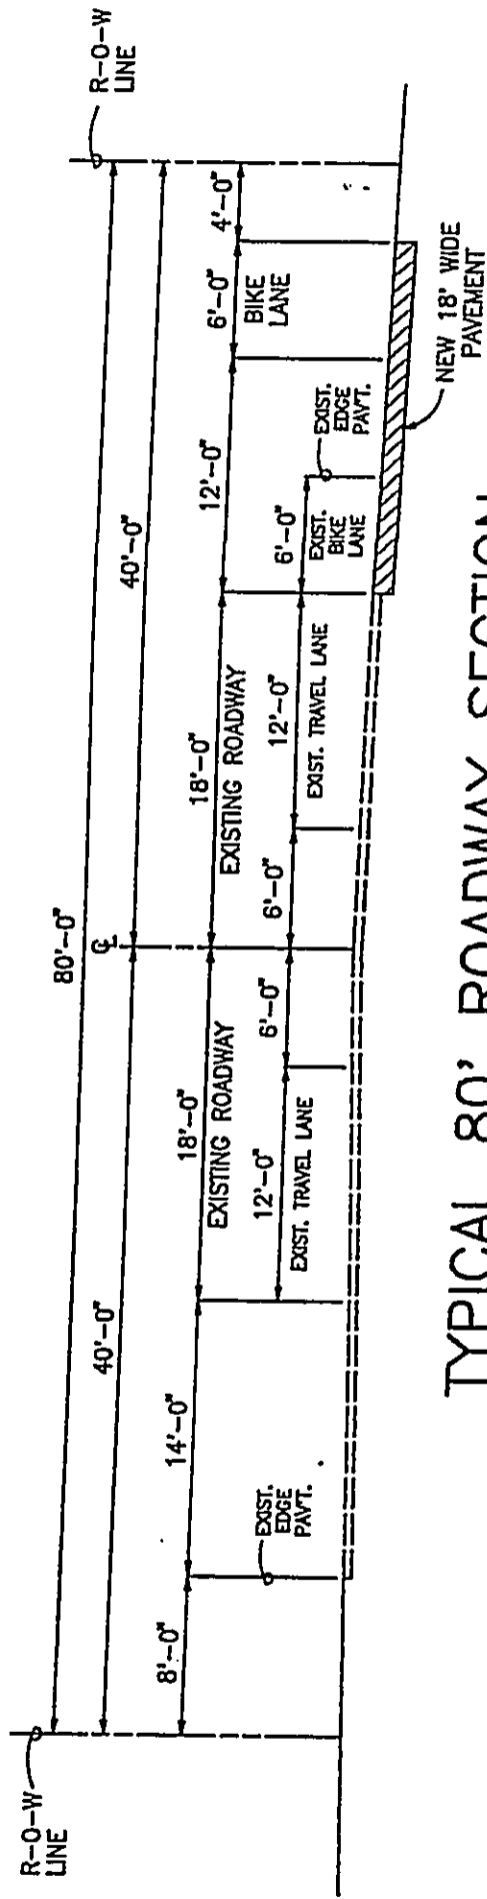 R-O-W
LINE
R-O-W
LINE
80'-0"
40'-0"
℄
40'-0"
8'-0"
14'-0"
18'-0"
EXISTING ROADWAY
18'-0"
EXISTING ROADWAY
12'-0"
6'-0"
BIKE
LANE
4'-0"
EXIST.
EDGE
PAV'T.
12'-0"
EXIST. TRAVEL LANE
6'-0"
6'-0"
12'-0"
EXIST. TRAVEL LANE
6'-0"
EXIST.
BIKE
LANE
EXIST.
EDGE
PAV'T.
NEW 18' WIDE
PAVEMENT
TYPICAL 80' ROADWAY SECTION